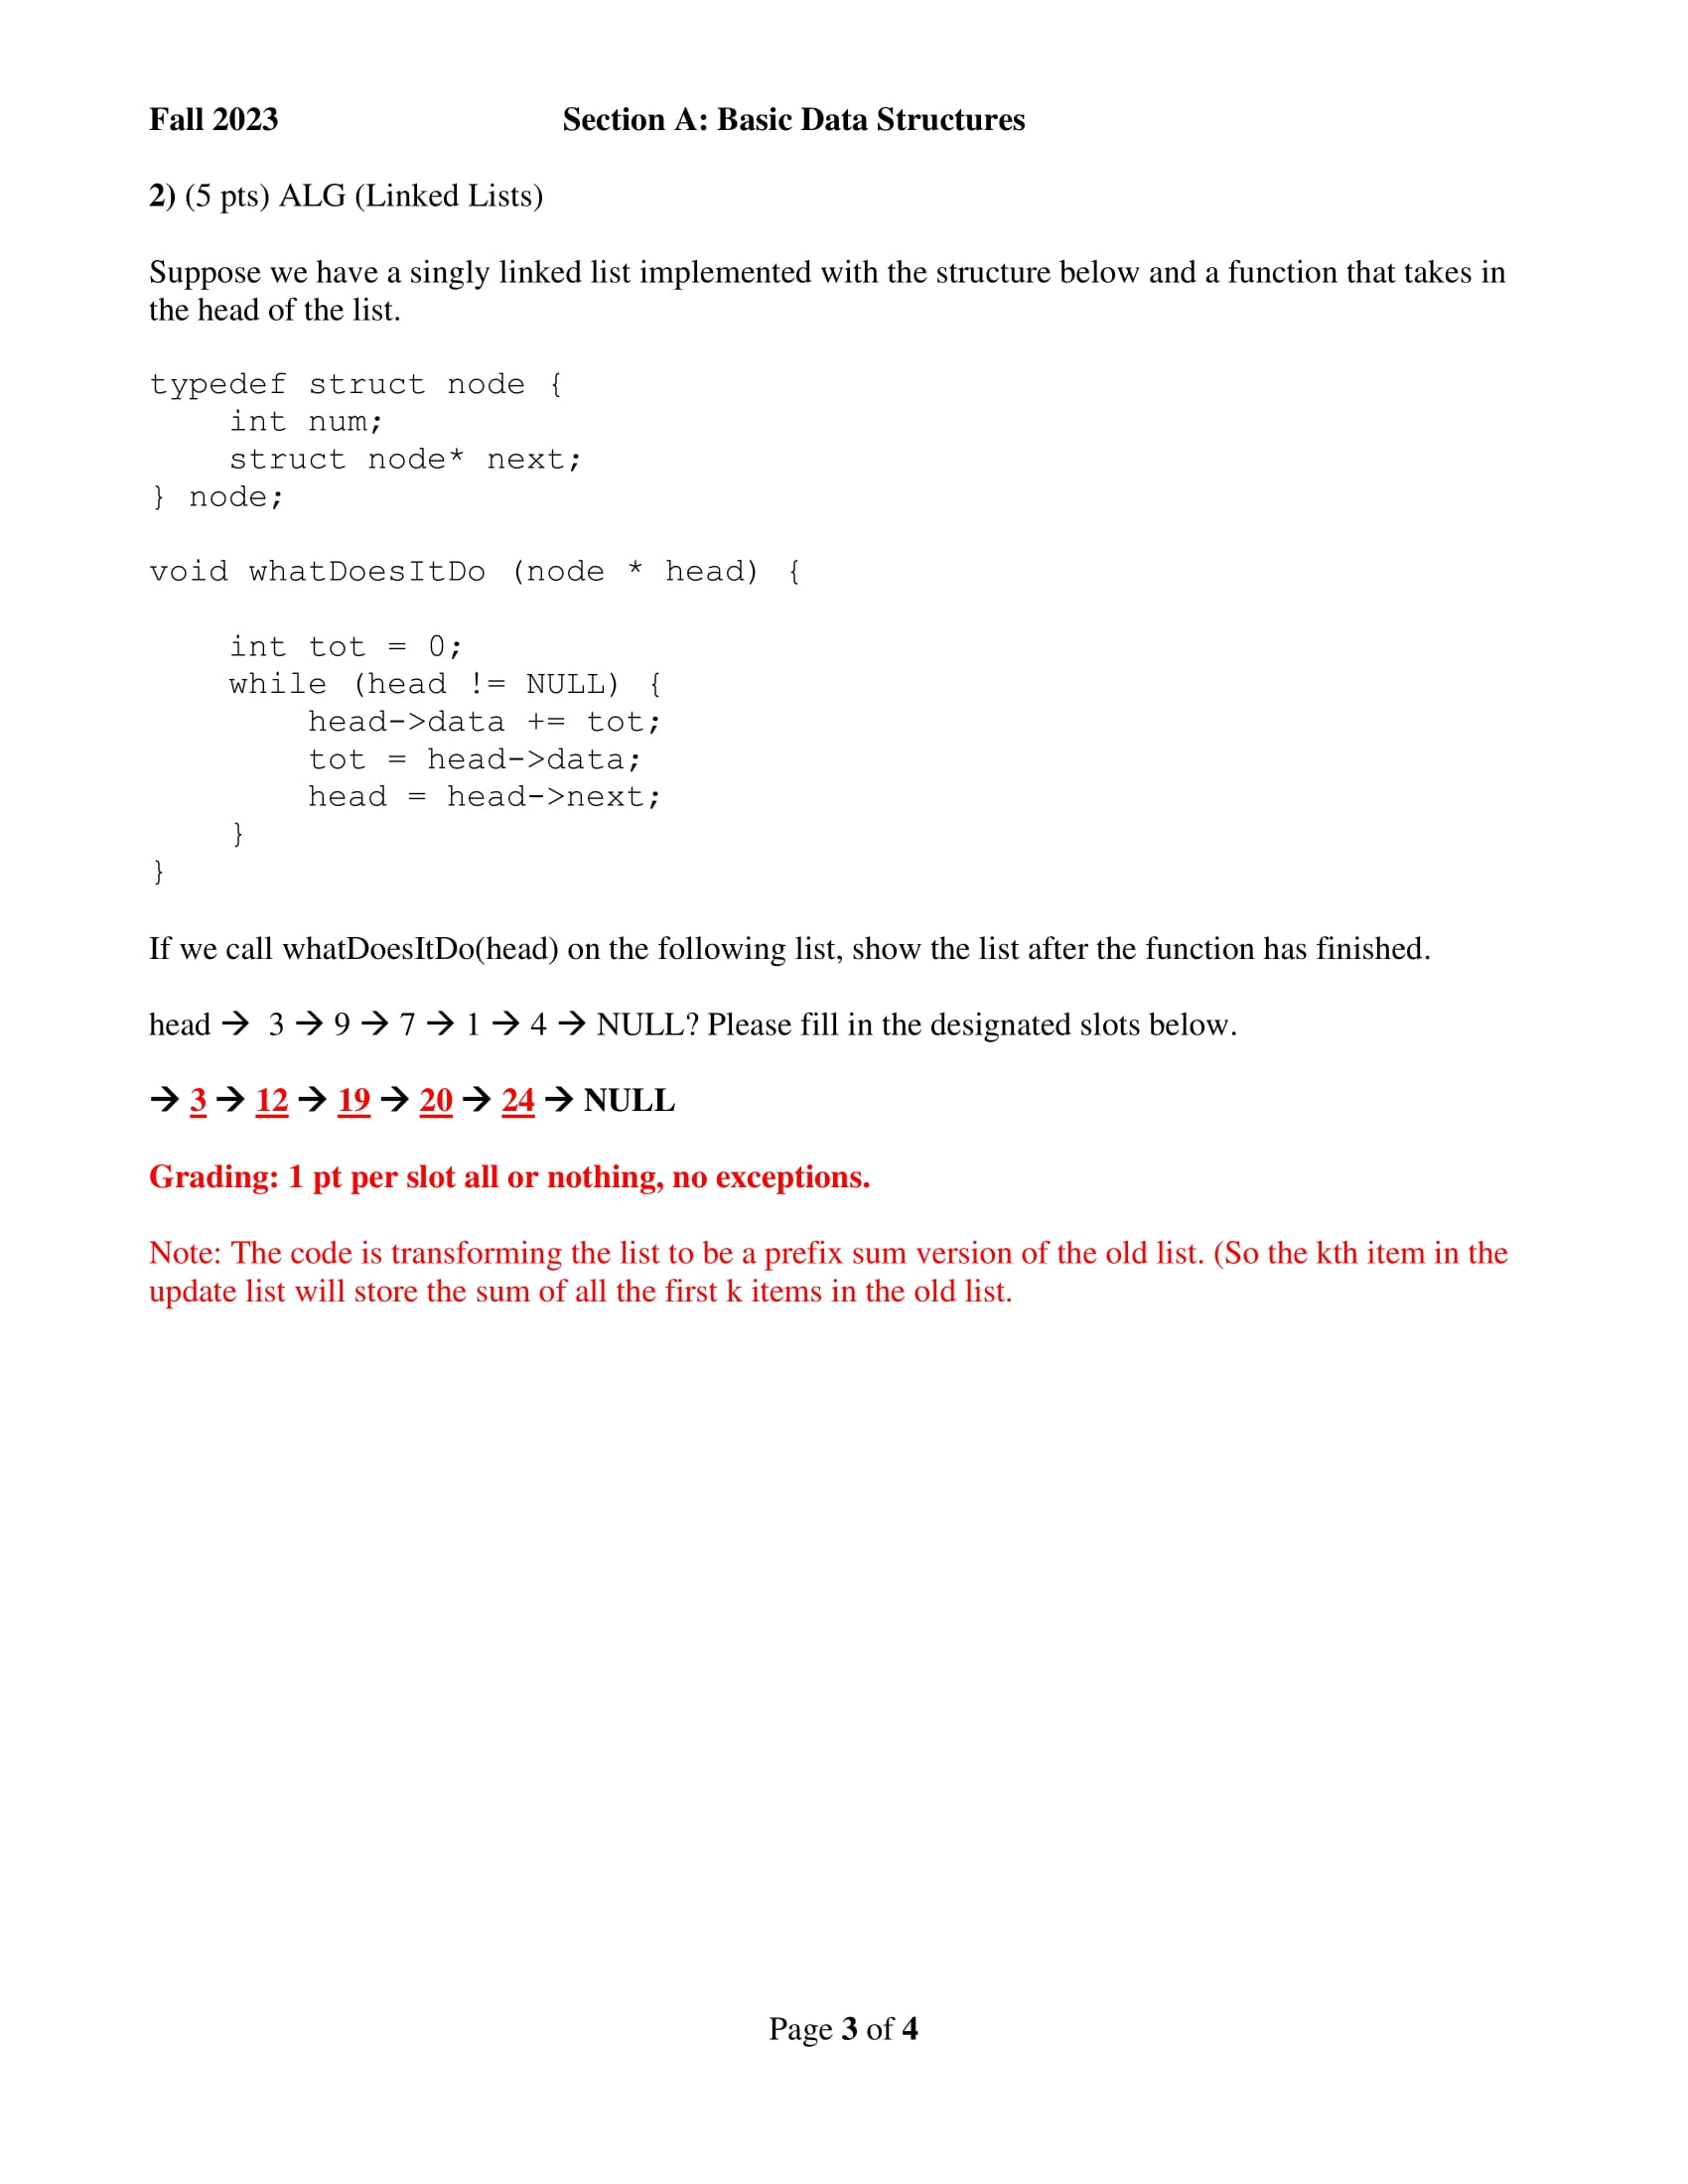 Fall 2023 Section A: Basic Data Structures
2) (5 pts) ALG (Linked Lists)
Suppose we have a singly linked list implemented with the structure below and a function that takes in
the head of the list.
typedef struct node {
    int num;
    struct node* next;
} node;
void whatDoesItDo (node * head) {
    int tot = 0;
    while (head != NULL) {
        head->data += tot;
        tot = head->data;
        head = head->next;
    }
}
If we call whatDoesItDo(head) on the following list, show the list after the function has finished.
head → 3 → 9 → 7 → 1 → 4 → NULL? Please fill in the designated slots below.
→ 3 → 12 → 19 → 20 → 24 → NULL
Grading: 1 pt per slot all or nothing, no exceptions.
Note: The code is transforming the list to be a prefix sum version of the old list. (So the kth item in the
update list will store the sum of all the first k items in the old list.
Page 3 of 4